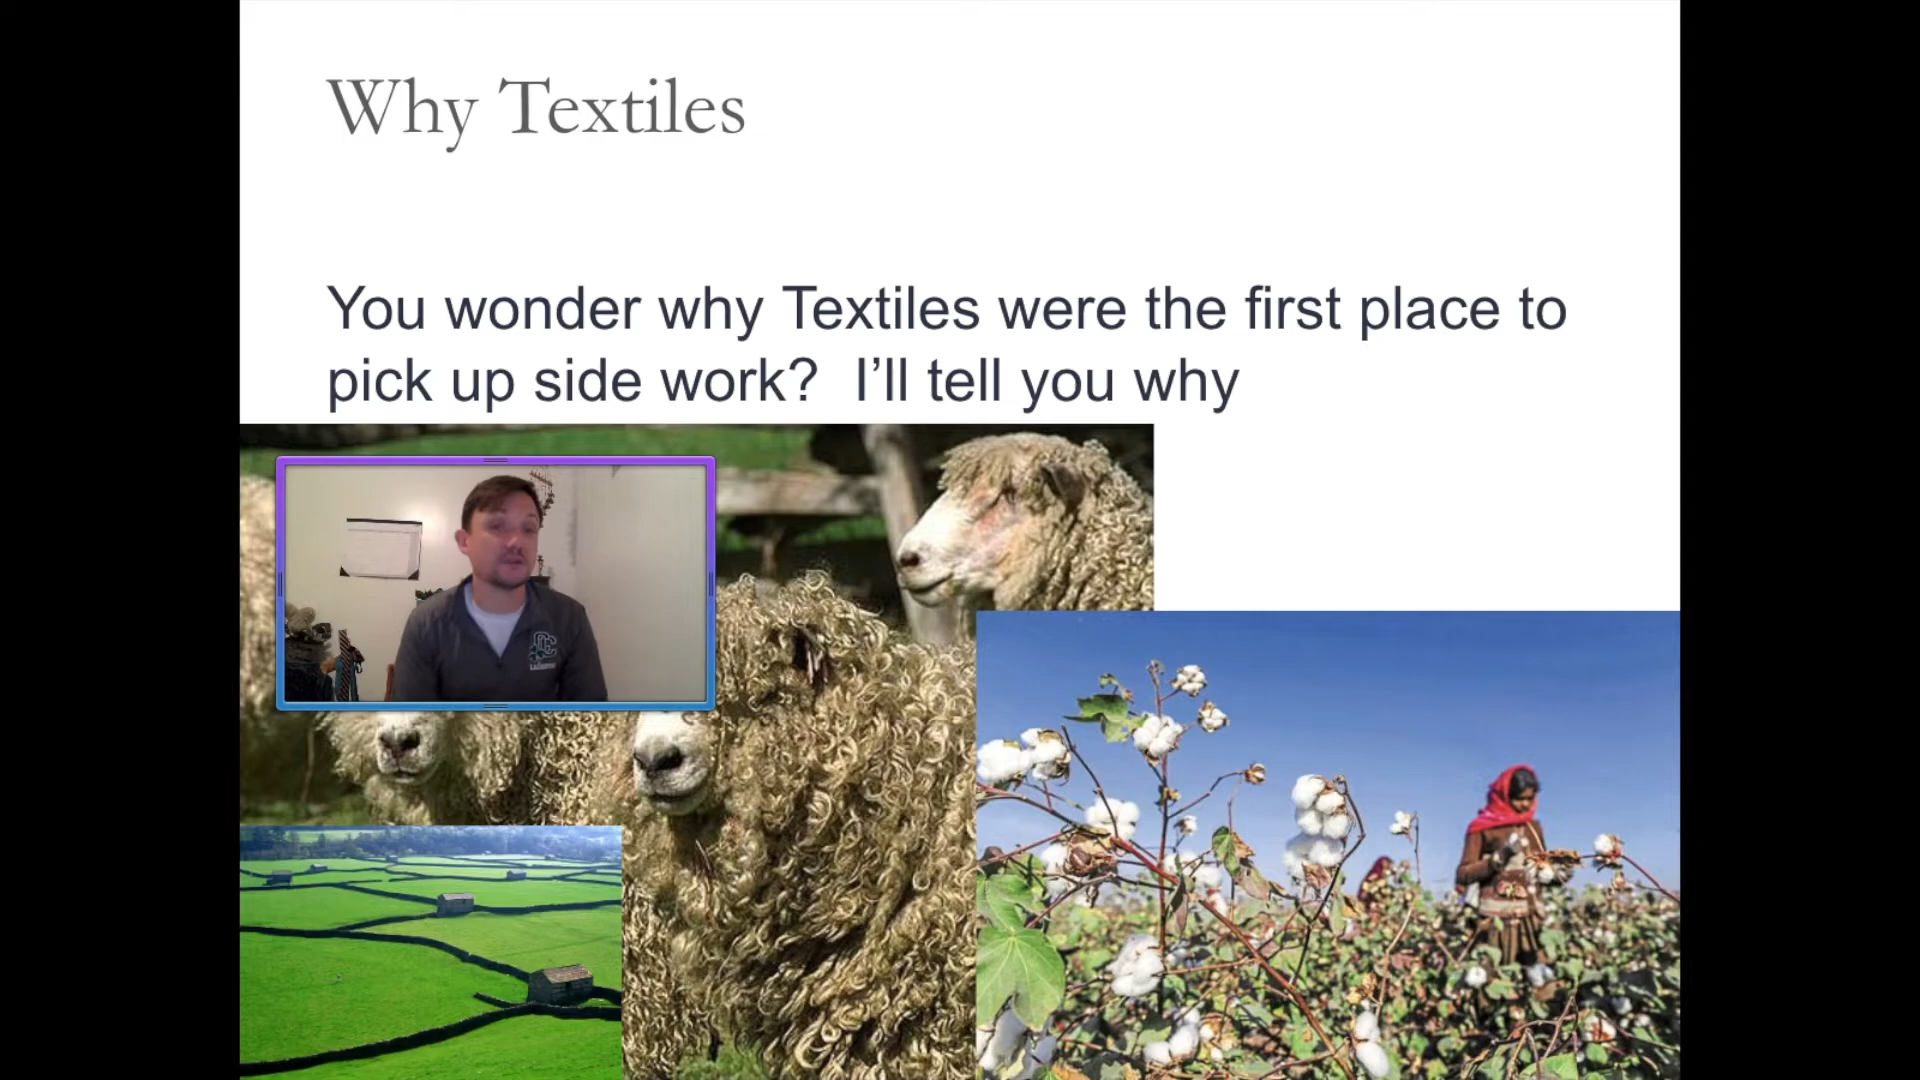 Why Textiles
You wonder why Textiles were the first place to
pick up side work?  I’ll tell you why